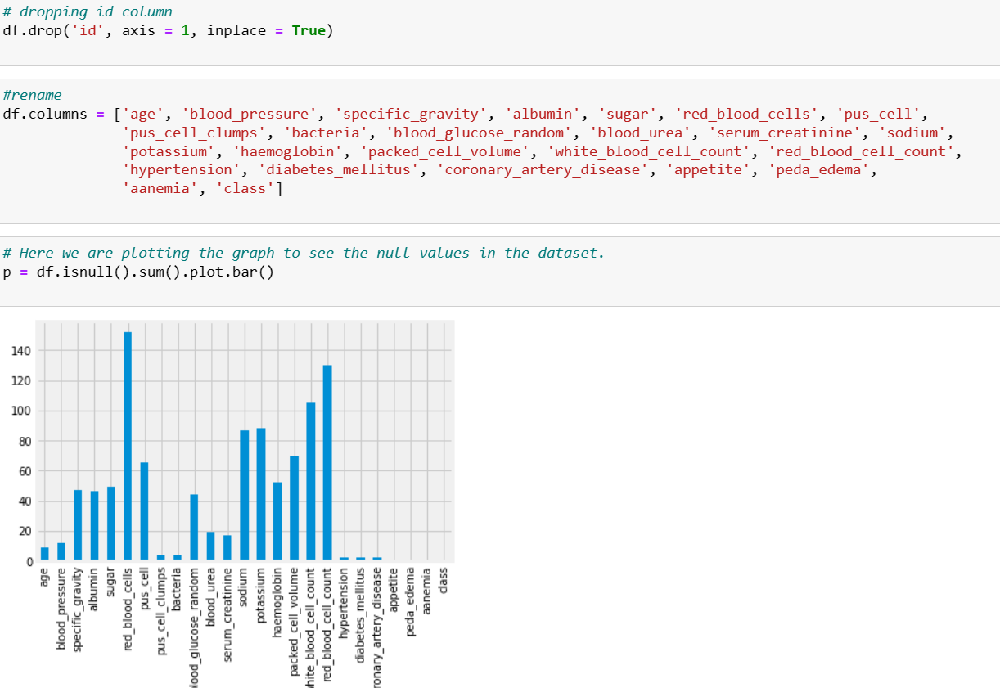 # dropping id column
df.drop('id', axis = 1, inplace = True)
#rename
df.columns = ['age', 'blood_pressure', 'specific_gravity', 'albumin', 'sugar', 'red_blood_cells', 'pus_cell',
'pus_cell_clumps', 'bacteria', 'blood_glucose_random', 'blood_urea', 'serum_creatinine', 'sodium',
'potassium', 'haemoglobin', 'packed_cell_volume', 'white_blood_cell_count', 'red_blood_cell_count',
'hypertension', 'diabetes_mellitus', 'coronary_artery_disease', 'appetite', 'peda_edema',
'aanemia', 'class']
# Here we are plotting the graph to see the null values in the dataset.
p = df.isnull().sum().plot.bar()
140
120
100
80
60
40
20
0
age
blood_pressure
specific_gravity
albumin
sugar
red_blood_cells
pus_cell
pus_cell_clumps
bacteria
lood_glucose_random
blood_urea
serum_creatinine
sodium
potassium
haemoglobin
packed_cell_volume
hite_blood_cell_count
red_blood_cell_count
hypertension
diabetes_mellitus
ronary_artery_disease
appetite
peda_edema
aanemia
class